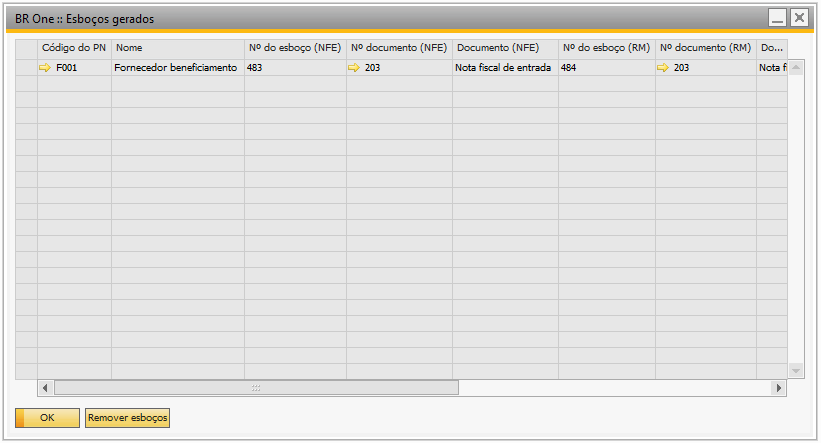 BR One :: Esboços gerados
Código do PN Nome Nº do esboço (NFE) Nº documento (NFE) Documento (NFE) Nº do esboço (RM) Nº documento (RM) Do...
F001 Fornecedor beneficiamento 483 203 Nota fiscal de entrada 484 203 Nota f
OK Remover esboços